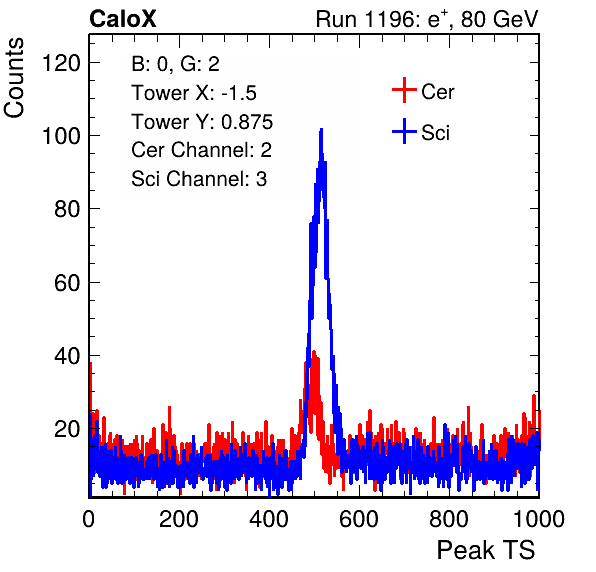 CaloX Run 1196: e⁺, 80 GeV
Counts
B: 0, G: 2
Tower X: -1.5
Tower Y: 0.875
Cer Channel: 2
Sci Channel: 3
Cer
Sci
120
100
80
60
40
20
0 200 400 600 800 1000
Peak TS